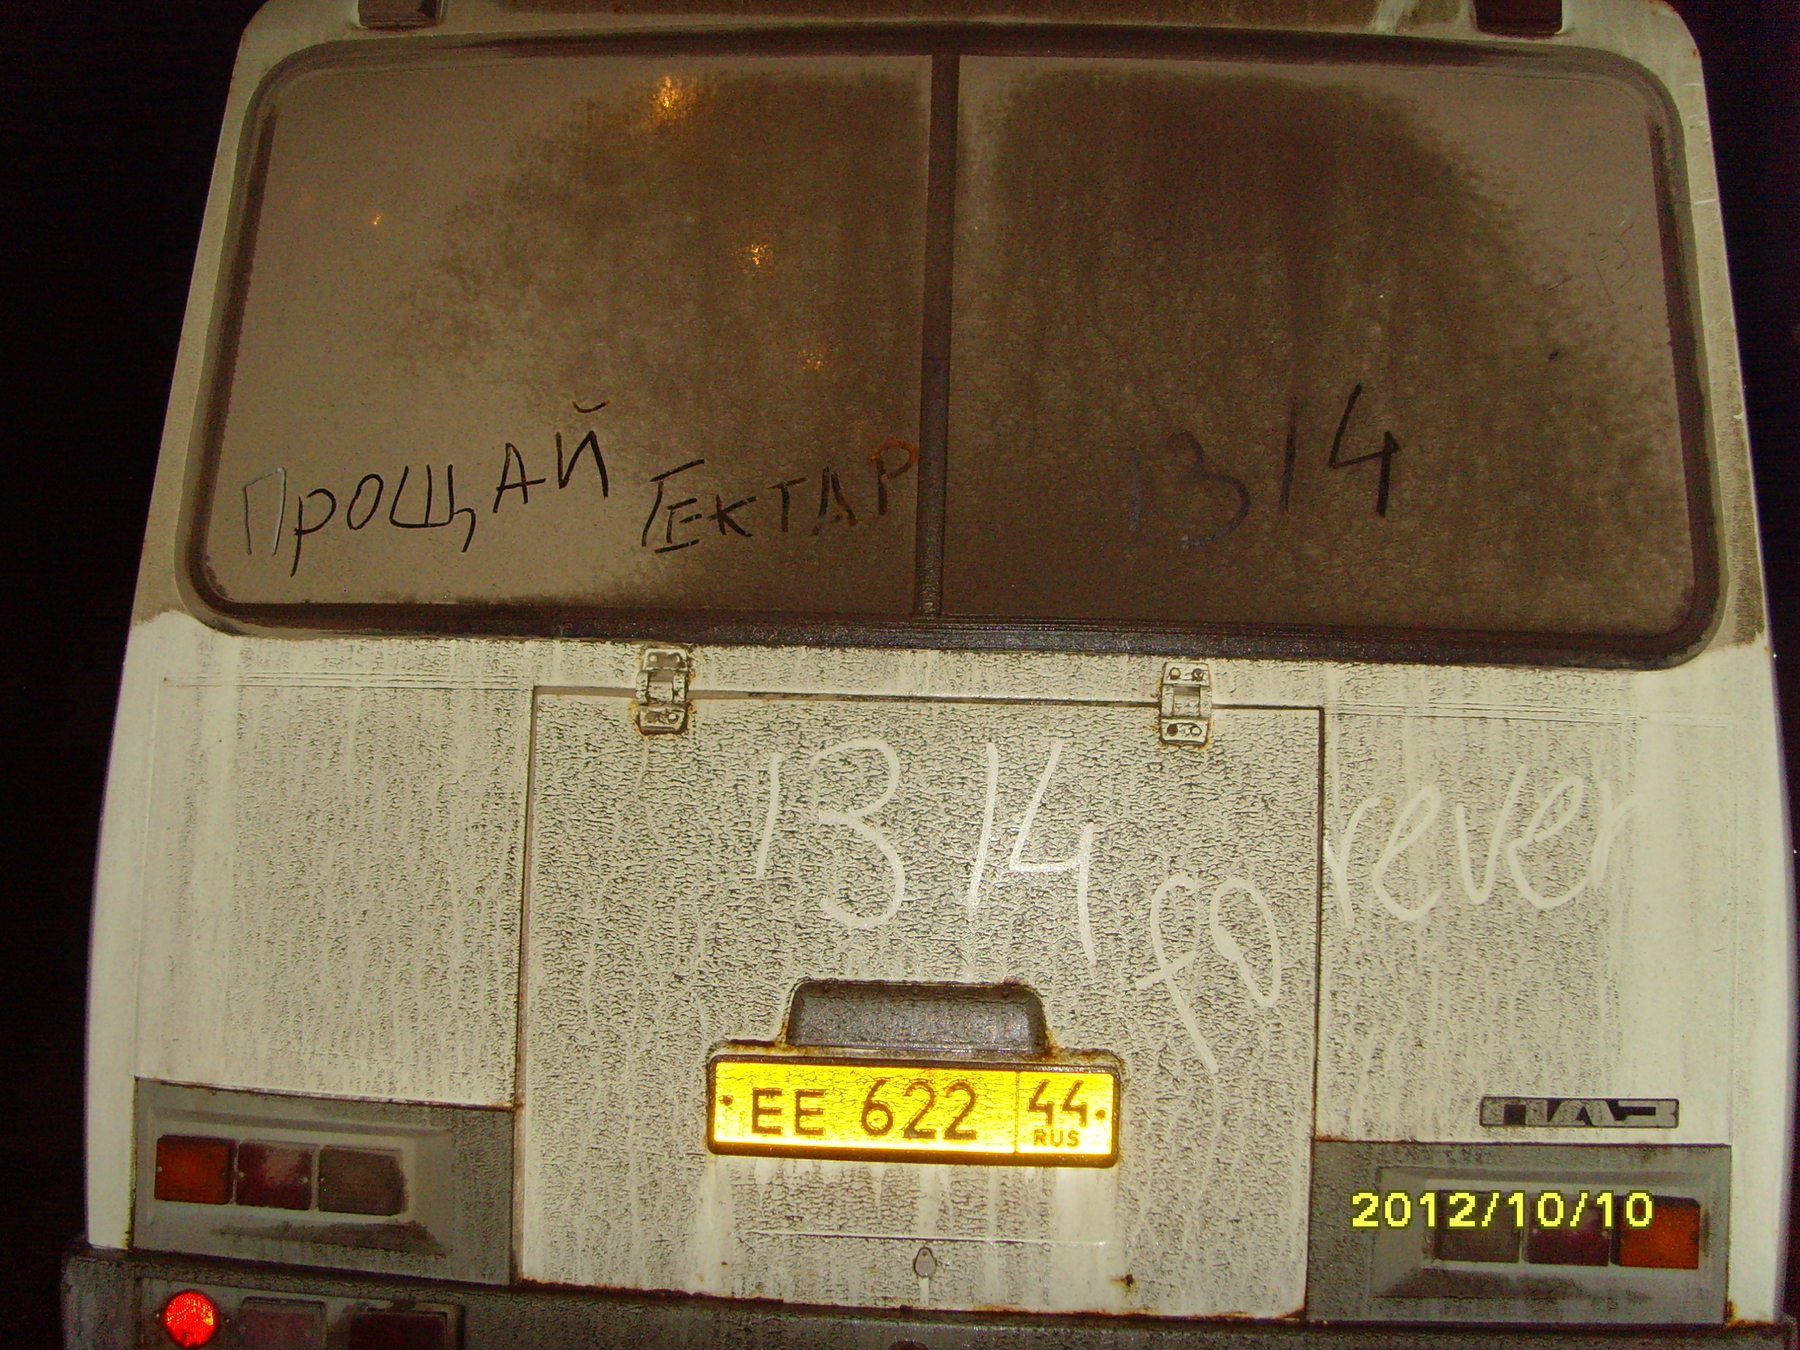 ПРОЩАЙ ГЕКТАР 1314
1314 forever
ЕЕ 622 44
RUS
ПАЗ
2012/10/10